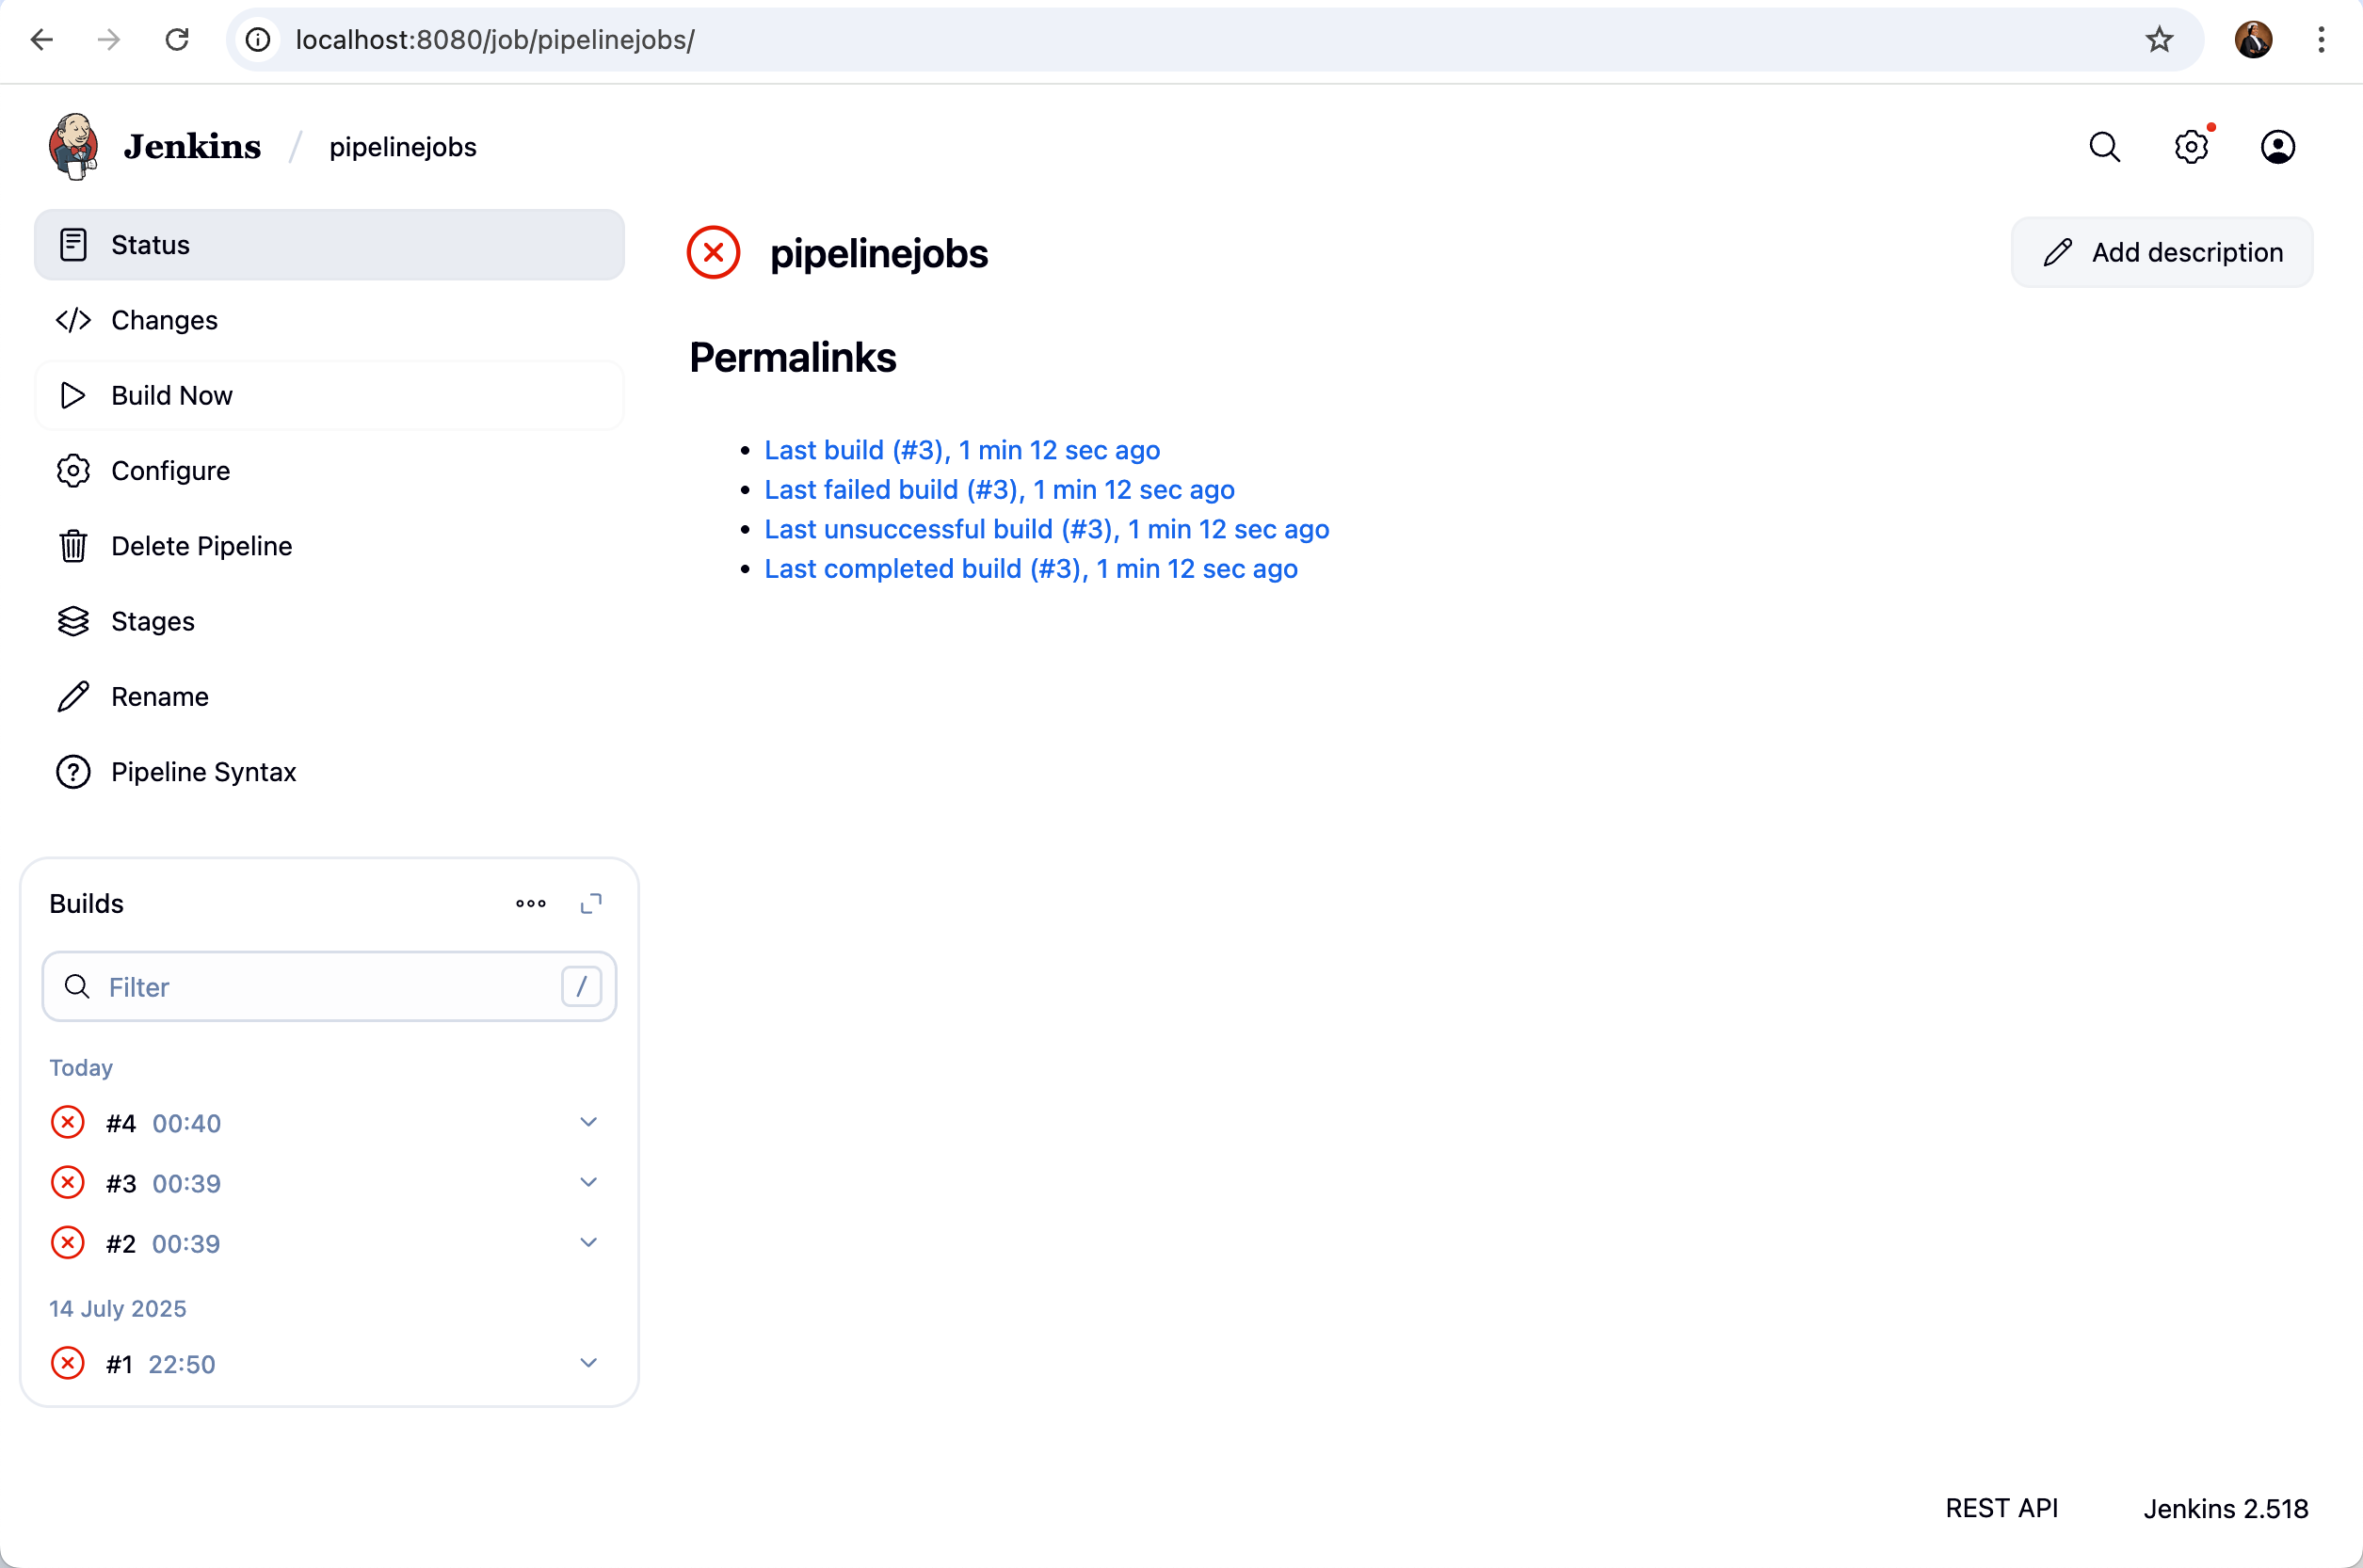 localhost:8080/job/pipelinejobs/
Jenkins / pipelinejobs
Status
Changes
Build Now
Configure
Delete Pipeline
Stages
Rename
Pipeline Syntax
pipelinejobs
Add description
Permalinks
Last build (#3), 1 min 12 sec ago
Last failed build (#3), 1 min 12 sec ago
Last unsuccessful build (#3), 1 min 12 sec ago
Last completed build (#3), 1 min 12 sec ago
Builds
Filter /
Today
#4 00:40
#3 00:39
#2 00:39
14 July 2025
#1 22:50
REST API Jenkins 2.518